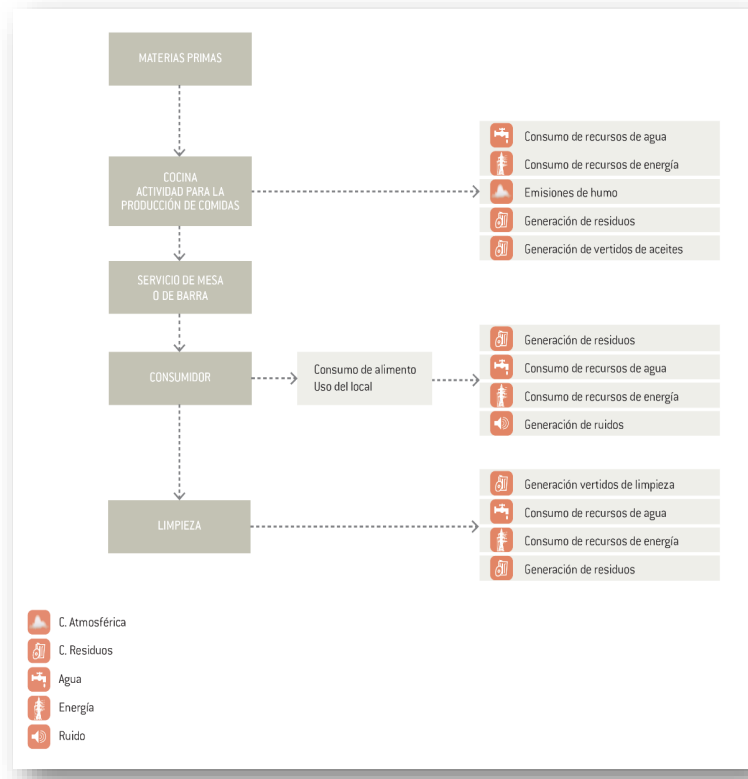 MATERIAS PRIMAS
COCINA
ACTIVIDAD PARA LA
PRODUCCIÓN DE COMIDAS
Consumo de recursos de agua
Consumo de recursos de energía
Emisiones de humo
Generación de residuos
Generación de vertidos de aceites
SERVICIO DE MESA
O DE BARRA
CONSUMIDOR
Consumo de alimento
Uso del local
Generación de residuos
Consumo de recursos de agua
Consumo de recursos de energía
Generación de ruidos
LIMPIEZA
Generación vertidos de limpieza
Consumo de recursos de agua
Consumo de recursos de energía
Generación de residuos
C. Atmosférica
C. Residuos
Agua
Energía
Ruido